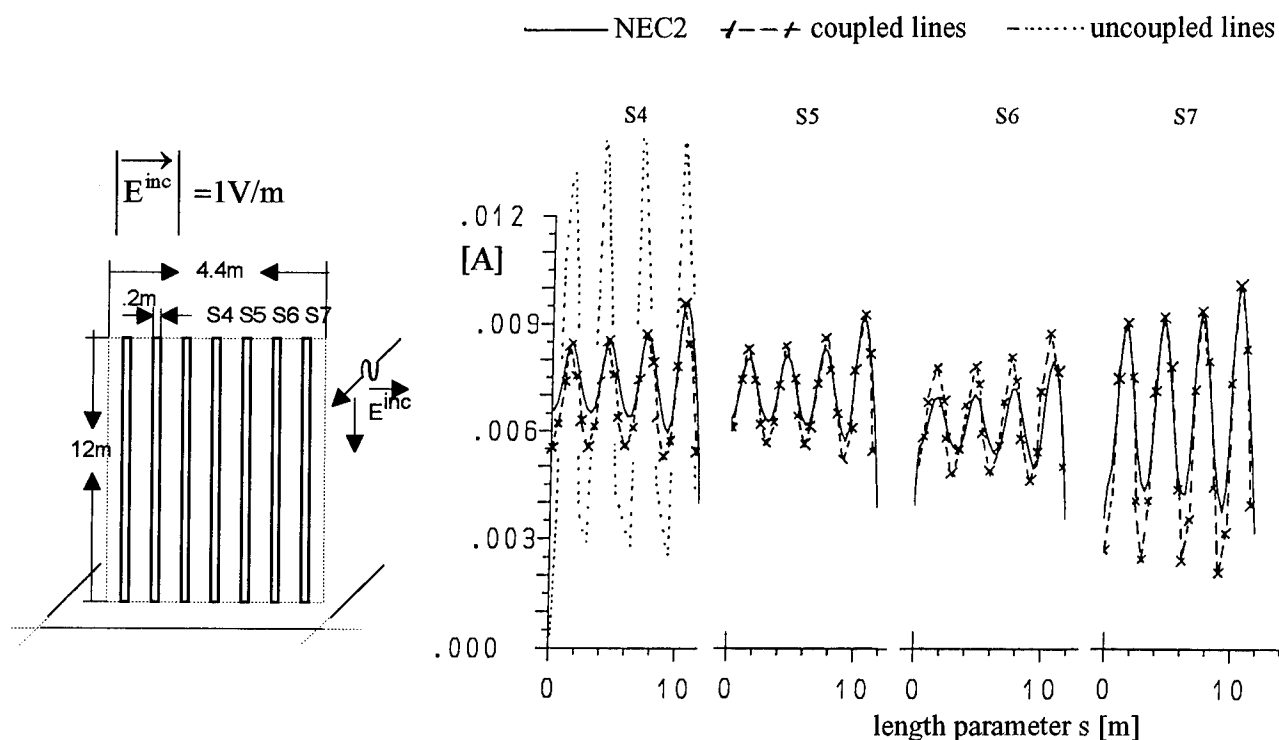 NEC2 coupled lines uncoupled lines
S4 S5 S6 S7
E^inc =1V/m
4.4m
.2m S4 S5 S6 S7
12m
E^inc
.012
[A]
.009
.006
.003
.000
0 10 0 10 0 10 0 10
length parameter s [m]